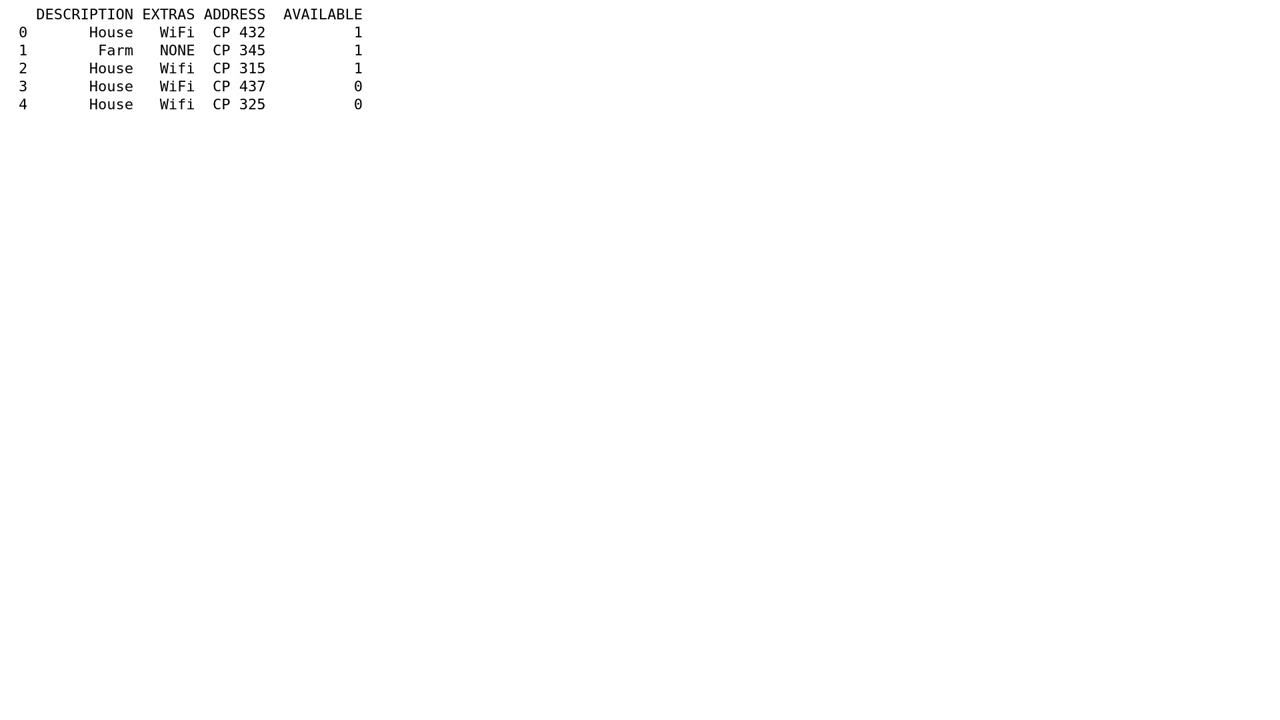 DESCRIPTION EXTRAS ADDRESS AVAILABLE
0 House WiFi CP 432 1
1 Farm NONE CP 345 1
2 House Wifi CP 315 1
3 House WiFi CP 437 0
4 House Wifi CP 325 0